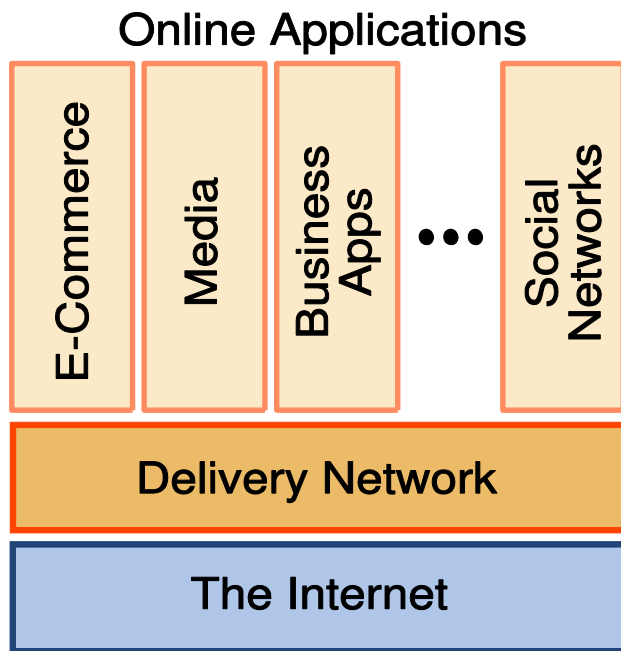 Online Applications
E-Commerce
Media
Business
Apps
•••
Social
Networks
Delivery Network
The Internet